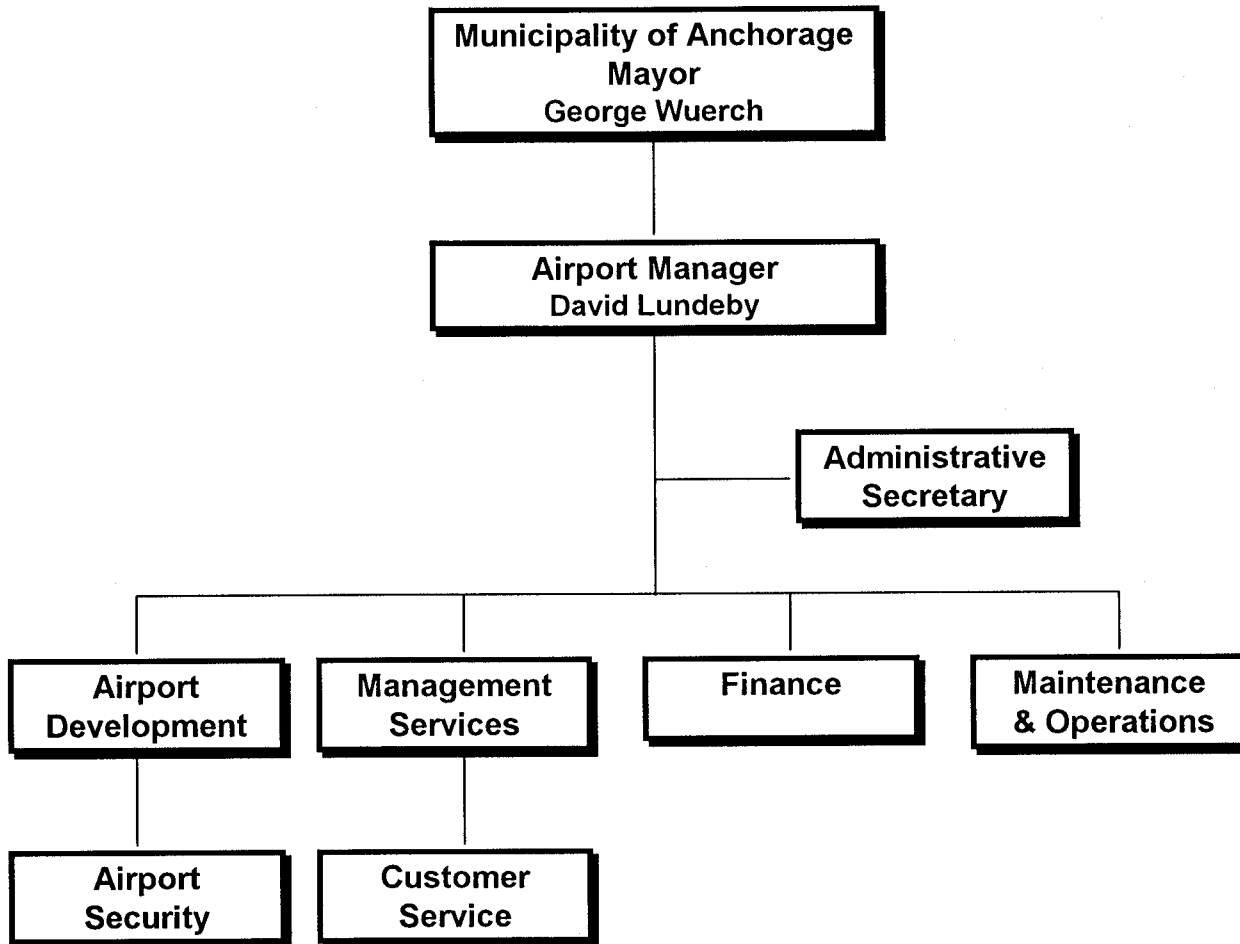 Municipality of Anchorage
Mayor
George Wuerch
Airport Manager
David Lundeby
Administrative
Secretary
Airport
Development
Management
Services
Finance
Maintenance
& Operations
Airport
Security
Customer
Service